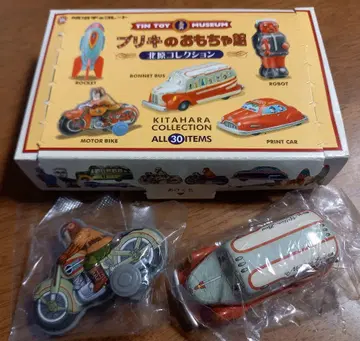 TIN TOY MUSEUM
ブリキのおもちゃ館
北原コレクション
ROCKET
BONNET BUS
ROBOT
MOTOR BIKE
KITAHARA
COLLECTION
ALL 30 ITEMS
PRINT CAR